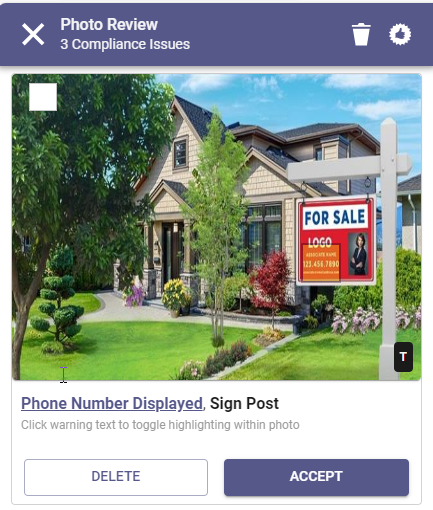 Photo Review
3 Compliance Issues
FOR SALE
LOGO
ASSOCIATE NAME
123.456.7890
T
Phone Number Displayed, Sign Post
Click warning text to toggle highlighting within photo
DELETE
ACCEPT